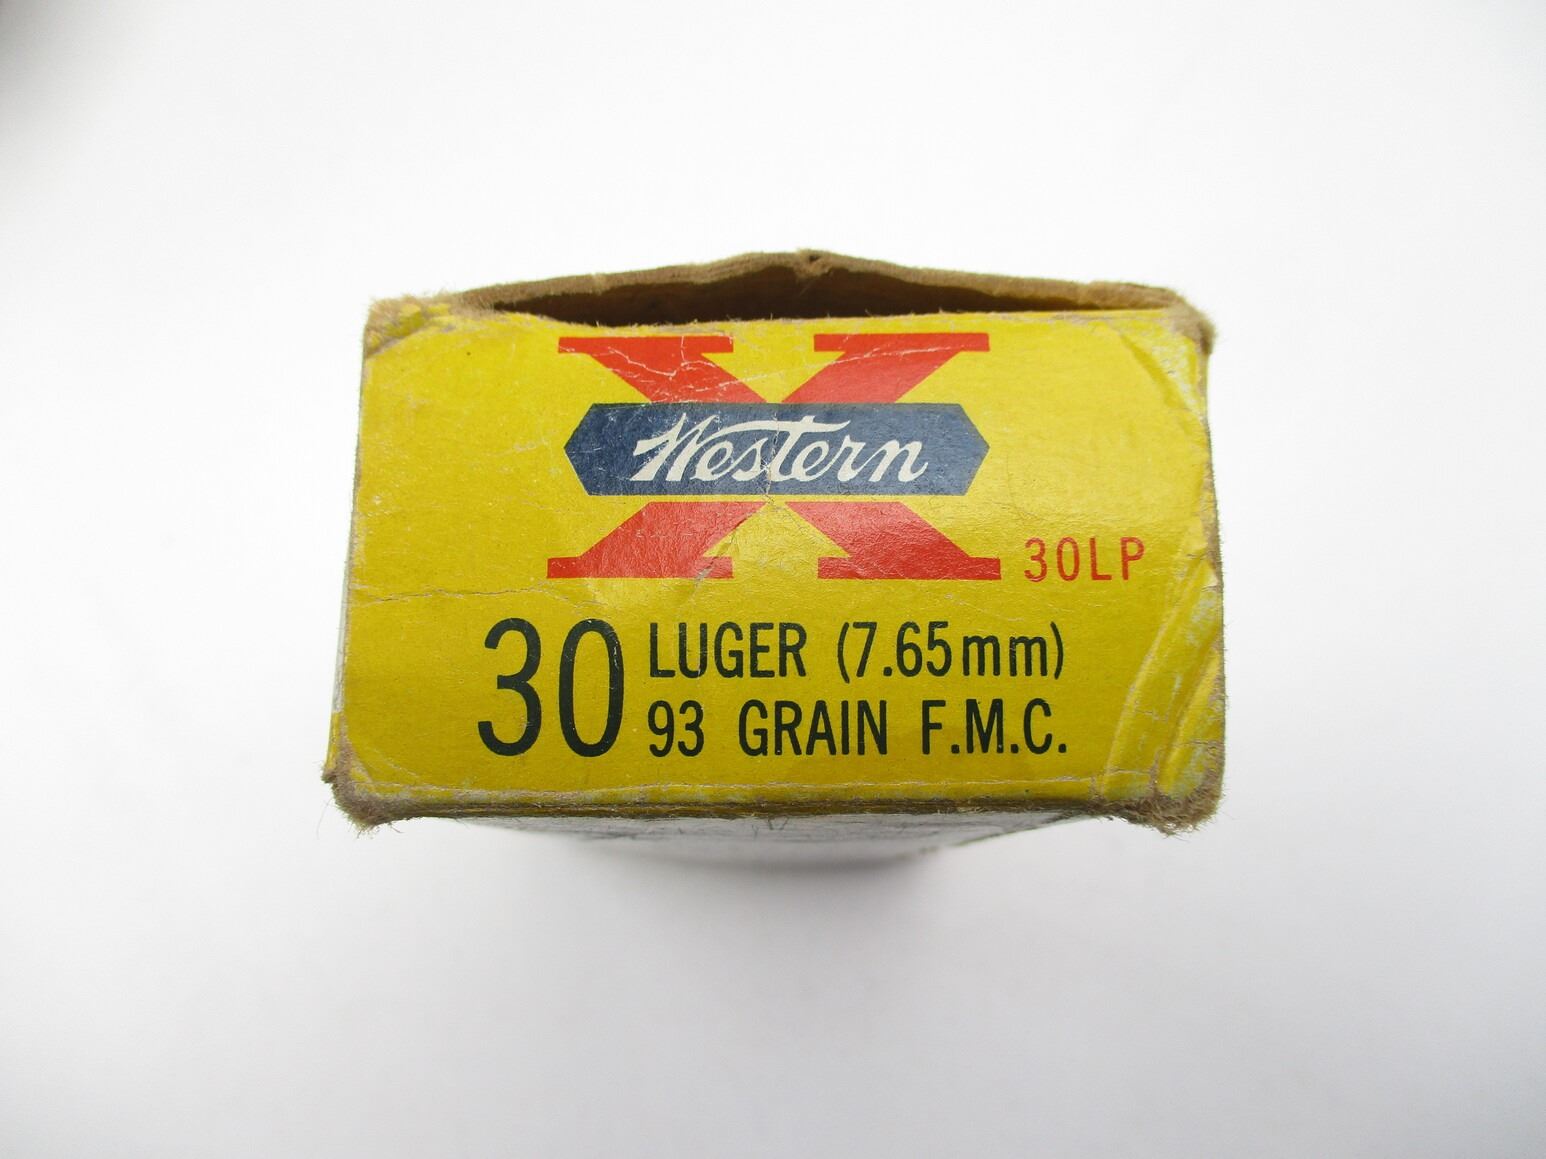 X
Western
30LP
30 LUGER (7.65mm)
93 GRAIN F.M.C.